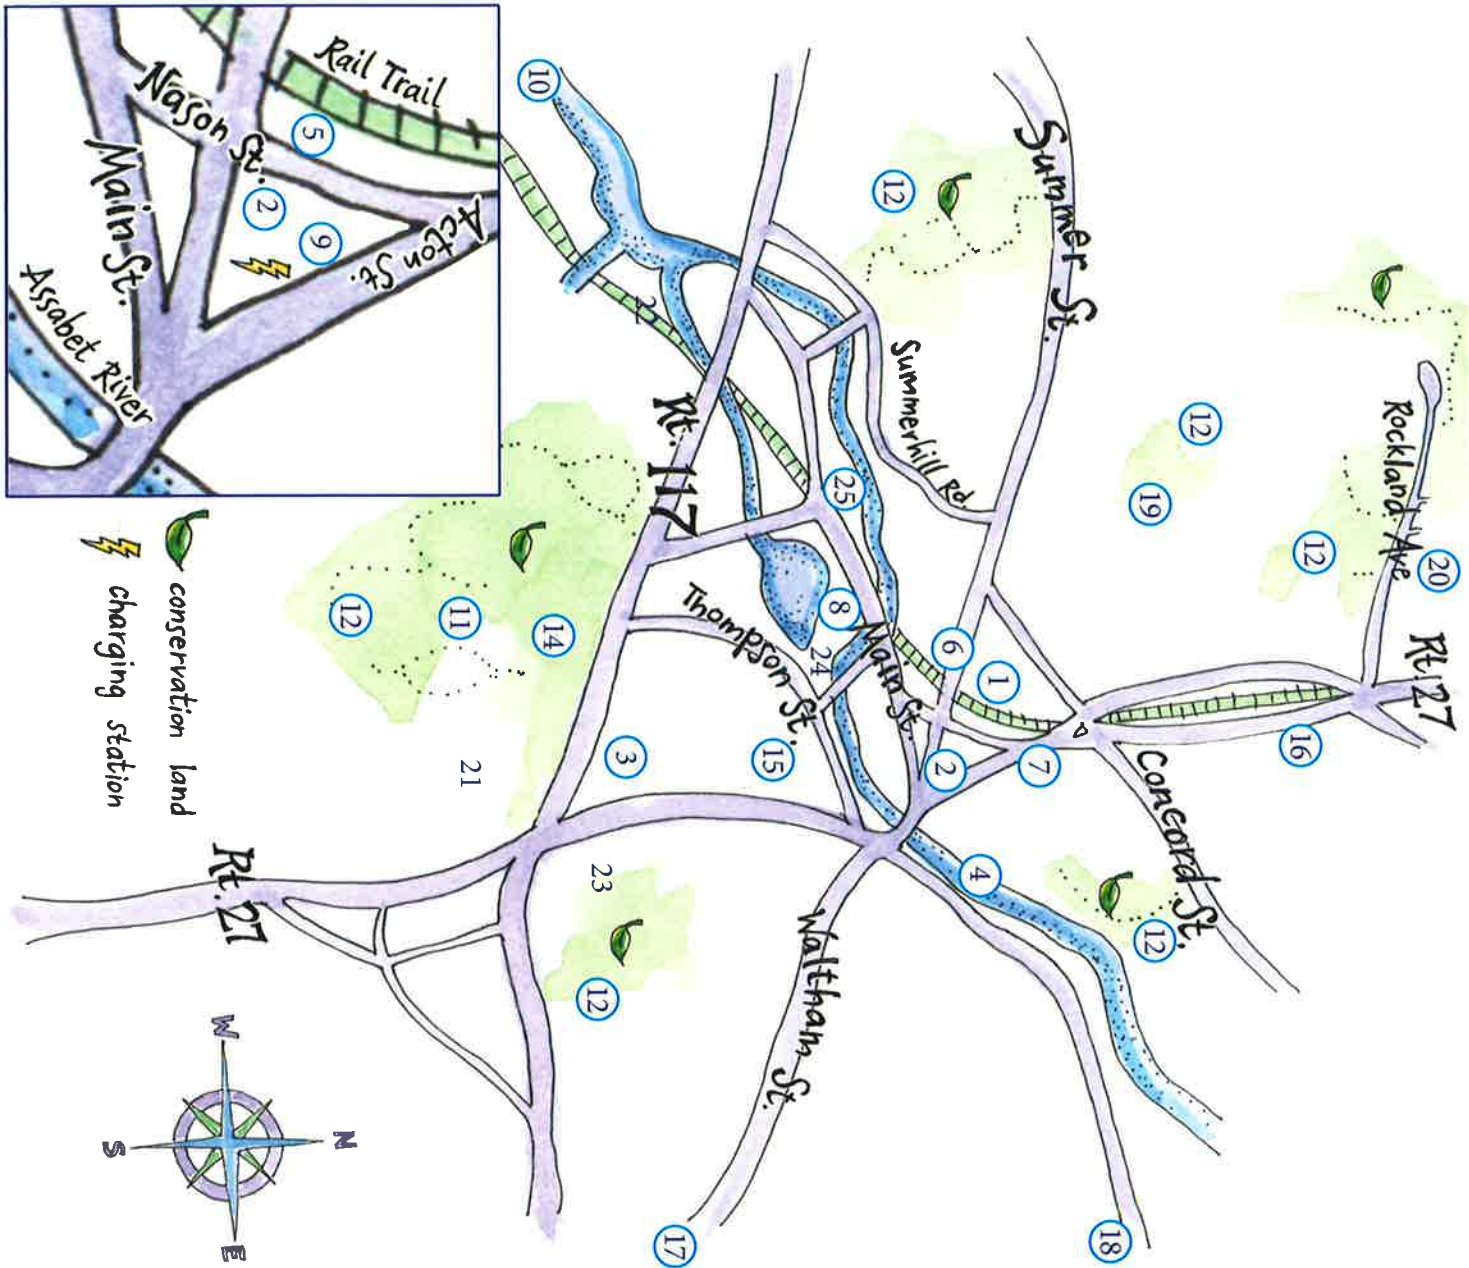 Rail Trail
Nason St.
Main St.
Acton St.
Assabet River
5
2
9
conservation land
charging station
10
12
Summer St.
22
Summerhill Rd.
Rt. 117
12
19
Rockland Ave
12
20
25
8
Main St.
6
1
Rt. 27
24
Thompson St.
14
11
12
15
3
2
7
16
Concord St.
21
4
12
23
12
Rt. 27
Waltham St.
17
18
N
W
E
S